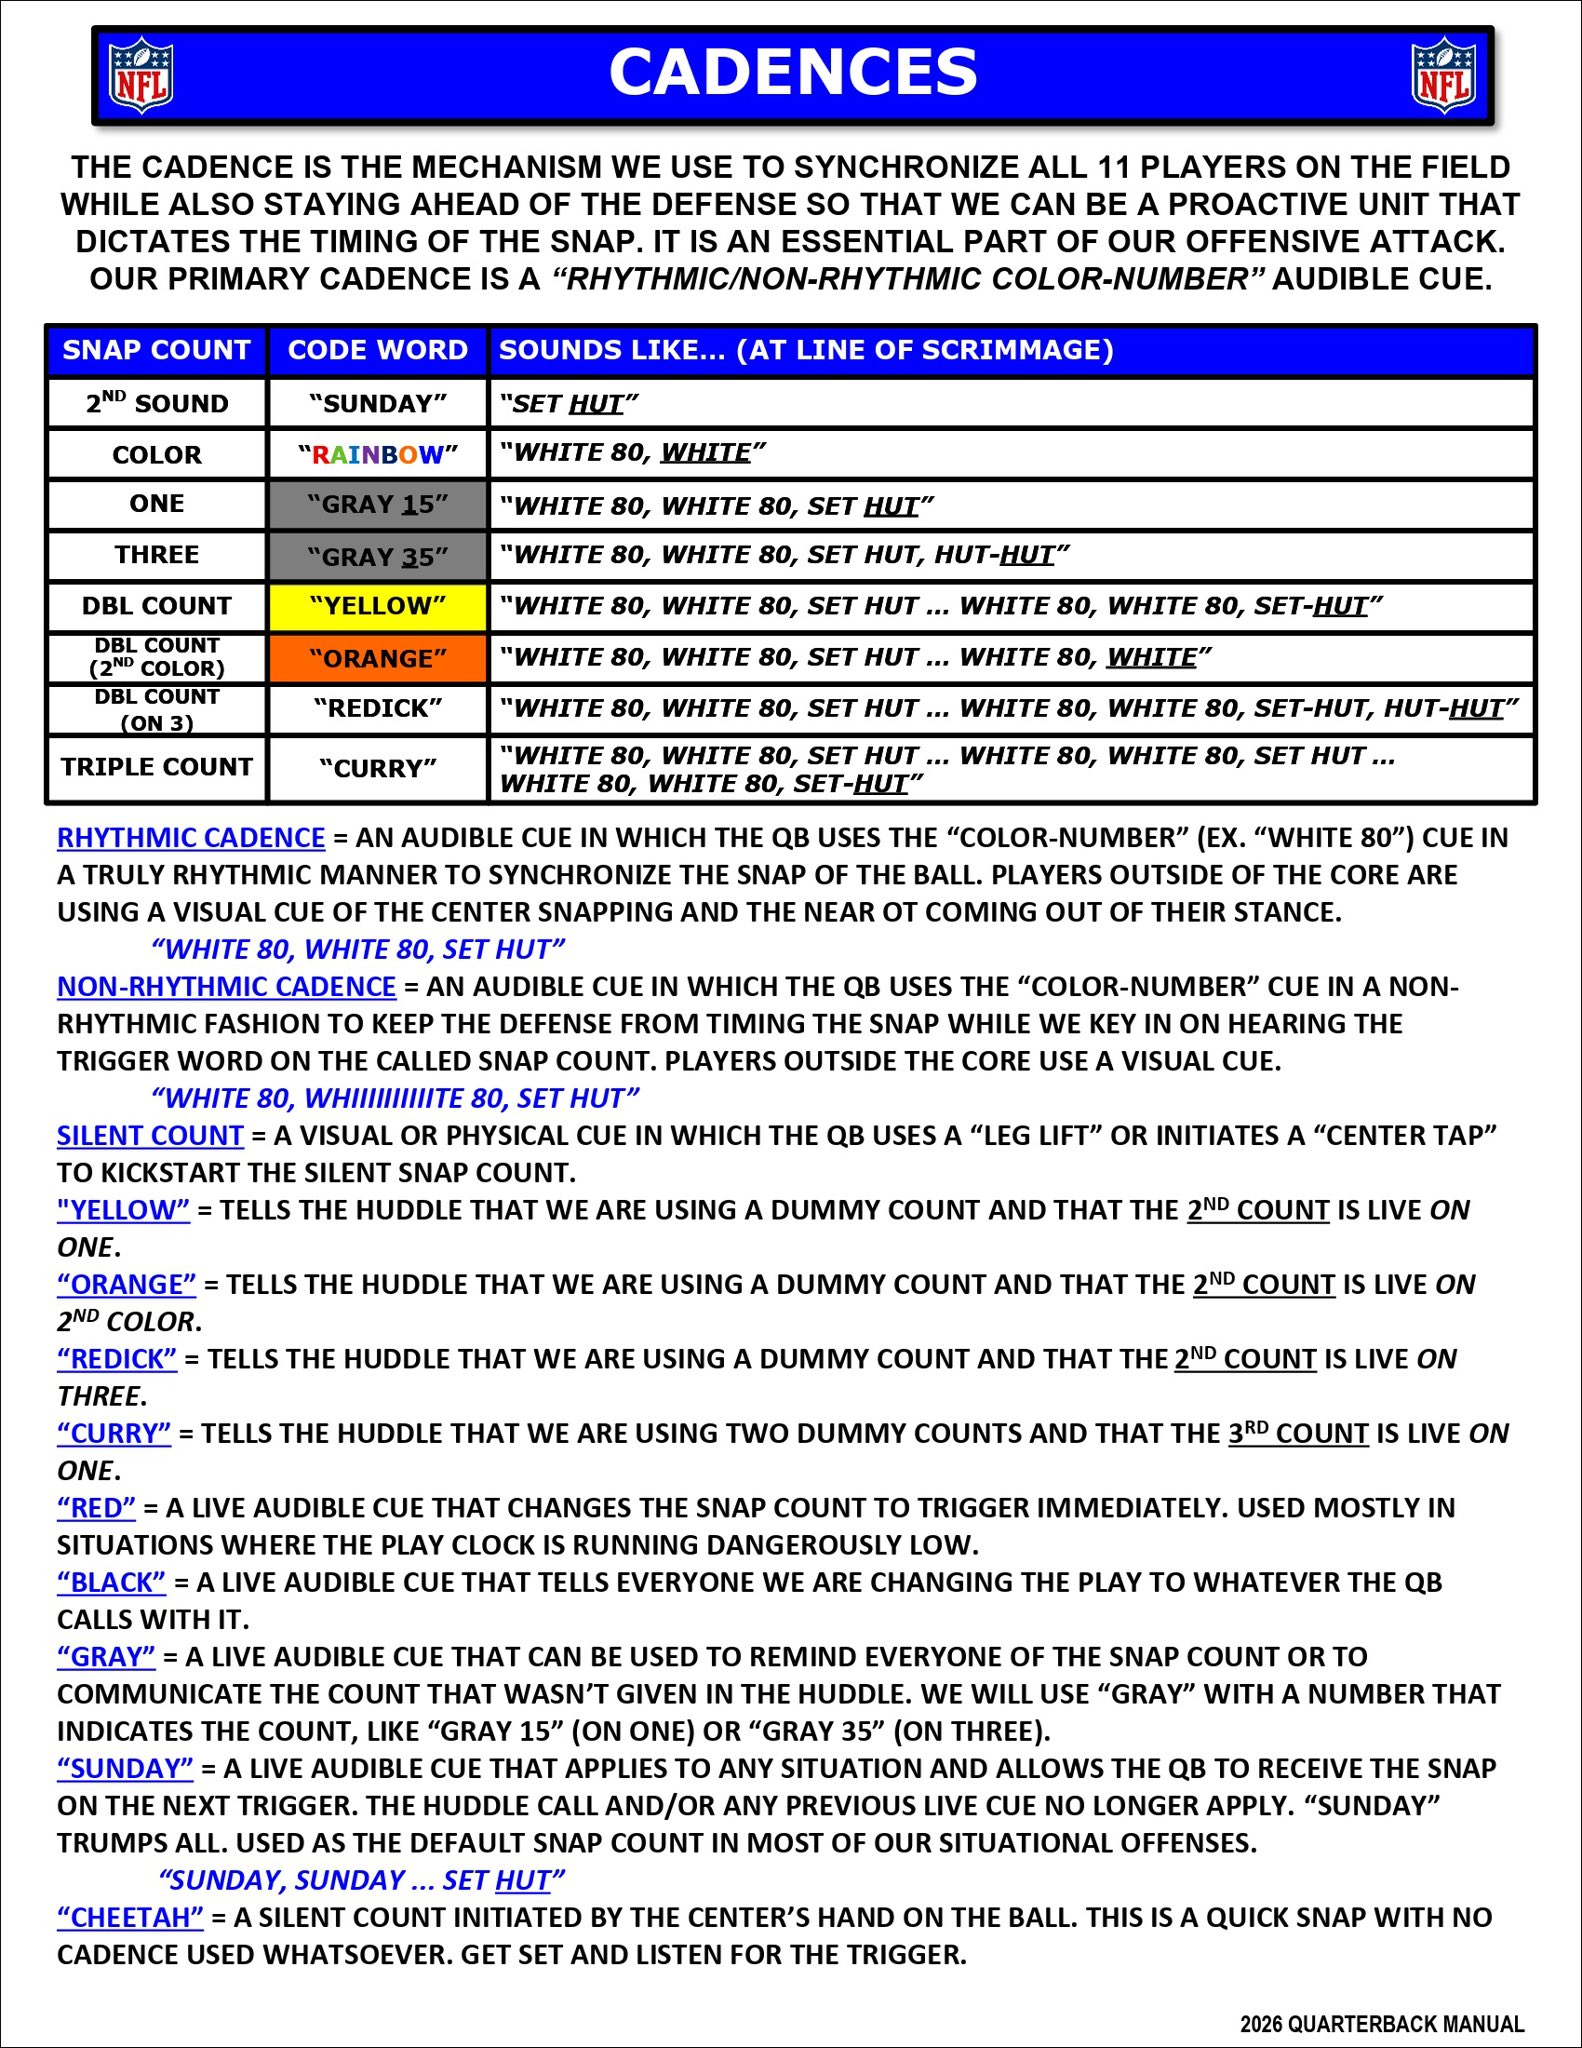 NFL
CADENCES
NFL
THE CADENCE IS THE MECHANISM WE USE TO SYNCHRONIZE ALL 11 PLAYERS ON THE FIELD
WHILE ALSO STAYING AHEAD OF THE DEFENSE SO THAT WE CAN BE A PROACTIVE UNIT THAT
DICTATES THE TIMING OF THE SNAP. IT IS AN ESSENTIAL PART OF OUR OFFENSIVE ATTACK.
OUR PRIMARY CADENCE IS A “RHYTHMIC/NON-RHYTHMIC COLOR-NUMBER” AUDIBLE CUE.
SNAP COUNT CODE WORD SOUNDS LIKE... (AT LINE OF SCRIMMAGE)
2ND SOUND “SUNDAY” “SET HUT”
COLOR “RAINBOW” “WHITE 80, WHITE”
ONE “GRAY 15” “WHITE 80, WHITE 80, SET HUT”
THREE “GRAY 35” “WHITE 80, WHITE 80, SET HUT, HUT-HUT”
DBL COUNT “YELLOW” “WHITE 80, WHITE 80, SET HUT ... WHITE 80, WHITE 80, SET-HUT”
DBL COUNT
(2ND COLOR) “ORANGE” “WHITE 80, WHITE 80, SET HUT ... WHITE 80, WHITE”
DBL COUNT
(ON 3) “REDICK” “WHITE 80, WHITE 80, SET HUT ... WHITE 80, WHITE 80, SET-HUT, HUT-HUT”
TRIPLE COUNT “CURRY” “WHITE 80, WHITE 80, SET HUT ... WHITE 80, WHITE 80, SET HUT ...
WHITE 80, WHITE 80, SET-HUT”
RHYTHMIC CADENCE = AN AUDIBLE CUE IN WHICH THE QB USES THE “COLOR-NUMBER” (EX. “WHITE 80”) CUE IN
A TRULY RHYTHMIC MANNER TO SYNCHRONIZE THE SNAP OF THE BALL. PLAYERS OUTSIDE OF THE CORE ARE
USING A VISUAL CUE OF THE CENTER SNAPPING AND THE NEAR OT COMING OUT OF THEIR STANCE.
“WHITE 80, WHITE 80, SET HUT”
NON-RHYTHMIC CADENCE = AN AUDIBLE CUE IN WHICH THE QB USES THE “COLOR-NUMBER” CUE IN A NON-
RHYTHMIC FASHION TO KEEP THE DEFENSE FROM TIMING THE SNAP WHILE WE KEY IN ON HEARING THE
TRIGGER WORD ON THE CALLED SNAP COUNT. PLAYERS OUTSIDE THE CORE USE A VISUAL CUE.
“WHITE 80, WHIIIIIIIIIITE 80, SET HUT”
SILENT COUNT = A VISUAL OR PHYSICAL CUE IN WHICH THE QB USES A “LEG LIFT” OR INITIATES A “CENTER TAP”
TO KICKSTART THE SILENT SNAP COUNT.
"YELLOW” = TELLS THE HUDDLE THAT WE ARE USING A DUMMY COUNT AND THAT THE 2ND COUNT IS LIVE ON
ONE.
“ORANGE” = TELLS THE HUDDLE THAT WE ARE USING A DUMMY COUNT AND THAT THE 2ND COUNT IS LIVE ON
2ND COLOR.
“REDICK” = TELLS THE HUDDLE THAT WE ARE USING A DUMMY COUNT AND THAT THE 2ND COUNT IS LIVE ON
THREE.
“CURRY” = TELLS THE HUDDLE THAT WE ARE USING TWO DUMMY COUNTS AND THAT THE 3RD COUNT IS LIVE ON
ONE.
“RED” = A LIVE AUDIBLE CUE THAT CHANGES THE SNAP COUNT TO TRIGGER IMMEDIATELY. USED MOSTLY IN
SITUATIONS WHERE THE PLAY CLOCK IS RUNNING DANGEROUSLY LOW.
“BLACK” = A LIVE AUDIBLE CUE THAT TELLS EVERYONE WE ARE CHANGING THE PLAY TO WHATEVER THE QB
CALLS WITH IT.
“GRAY” = A LIVE AUDIBLE CUE THAT CAN BE USED TO REMIND EVERYONE OF THE SNAP COUNT OR TO
COMMUNICATE THE COUNT THAT WASN’T GIVEN IN THE HUDDLE. WE WILL USE “GRAY” WITH A NUMBER THAT
INDICATES THE COUNT, LIKE “GRAY 15” (ON ONE) OR “GRAY 35” (ON THREE).
“SUNDAY” = A LIVE AUDIBLE CUE THAT APPLIES TO ANY SITUATION AND ALLOWS THE QB TO RECEIVE THE SNAP
ON THE NEXT TRIGGER. THE HUDDLE CALL AND/OR ANY PREVIOUS LIVE CUE NO LONGER APPLY. “SUNDAY”
TRUMPS ALL. USED AS THE DEFAULT SNAP COUNT IN MOST OF OUR SITUATIONAL OFFENSES.
“SUNDAY, SUNDAY ... SET HUT”
“CHEETAH” = A SILENT COUNT INITIATED BY THE CENTER’S HAND ON THE BALL. THIS IS A QUICK SNAP WITH NO
CADENCE USED WHATSOEVER. GET SET AND LISTEN FOR THE TRIGGER.
2026 QUARTERBACK MANUAL